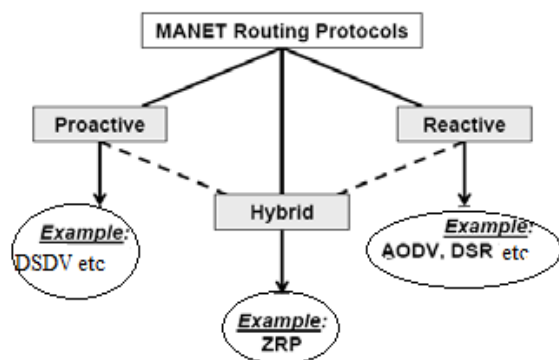 MANET Routing Protocols
Proactive
Reactive
Hybrid
Example:
DSDV etc
Example:
AODV, DSR etc
Example:
ZRP